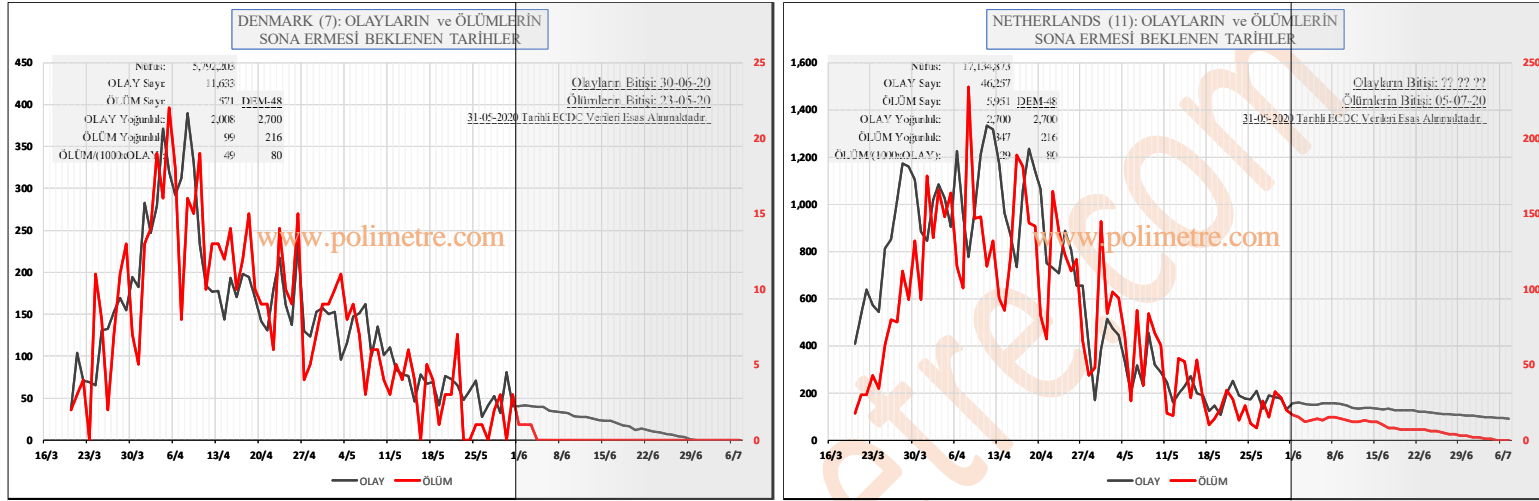 DENMARK (7): OLAYLARIN ve ÖLÜMLERİN
SONA ERMESİ BEKLENEN TARİHLER
Nüfus: 5,792,203
OLAY Sayı: 11,633
ÖLÜM Sayı: 571 DEM-48
OLAY Yoğunluk: 2,008 2,700
ÖLÜM Yoğunluk: 99 216
ÖLÜM/(1000xOLAY): 49 80
Olayların Bitişi: 30-06-20
Ölümlerin Bitişi: 23-05-20
31-05-2020 Tarihli ECDC Verileri Esas Alınmaktadır.
www.polimetre.com
450
400
350
300
250
200
150
100
50
0
25
20
15
10
5
0
16/3 23/3 30/3 6/4 13/4 20/4 27/4 4/5 11/5 18/5 25/5 1/6 8/6 15/6 22/6 29/6 6/7
OLAY ÖLÜM
NETHERLANDS (11): OLAYLARIN ve ÖLÜMLERİN
SONA ERMESİ BEKLENEN TARİHLER
Nüfus: 17,134,873
OLAY Sayı: 46,257
ÖLÜM Sayı: 5,951 DEM-48
OLAY Yoğunluk: 2,700 2,700
ÖLÜM Yoğunluk: 347 216
ÖLÜM/(1000xOLAY): 29 80
Olayların Bitişi: ??.??.??
Ölümlerin Bitişi: 05-07-20
31-05-2020 Tarihli ECDC Verileri Esas Alınmaktadır.
www.polimetre.com
1,600
1,400
1,200
1,000
800
600
400
200
0
250
200
150
100
50
0
16/3 23/3 30/3 6/4 13/4 20/4 27/4 4/5 11/5 18/5 25/5 1/6 8/6 15/6 22/6 29/6 6/7
OLAY ÖLÜM
etre.com